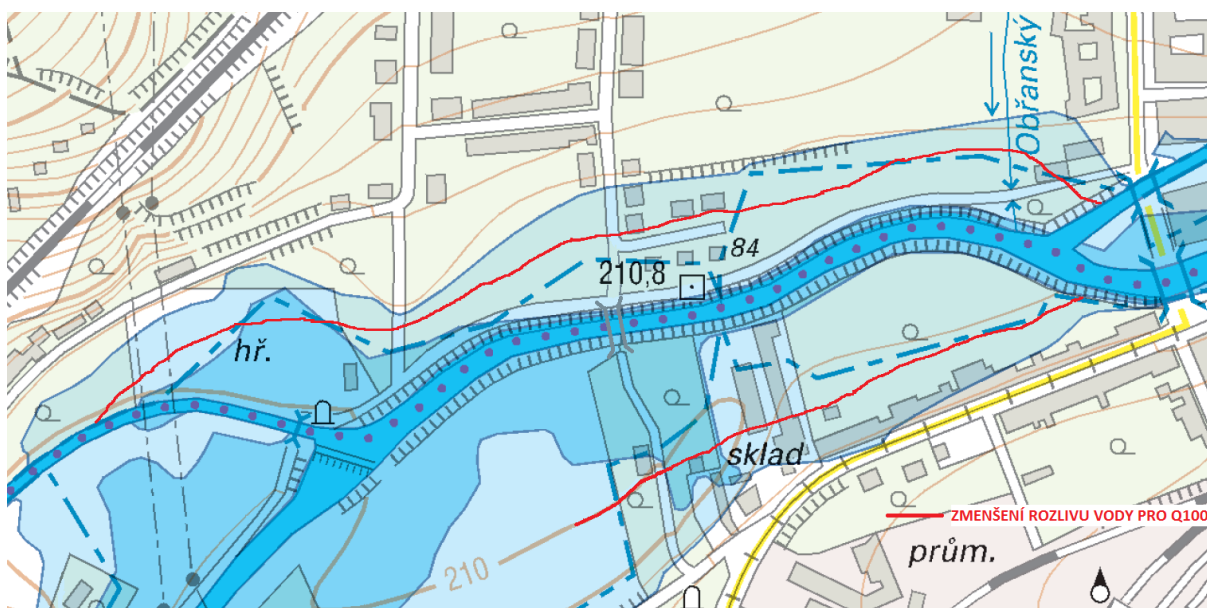 Obřanský
84
210,8
hř.
sklad
ZMENŠENÍ ROZLIVU VODY PRO Q100
prům.
210